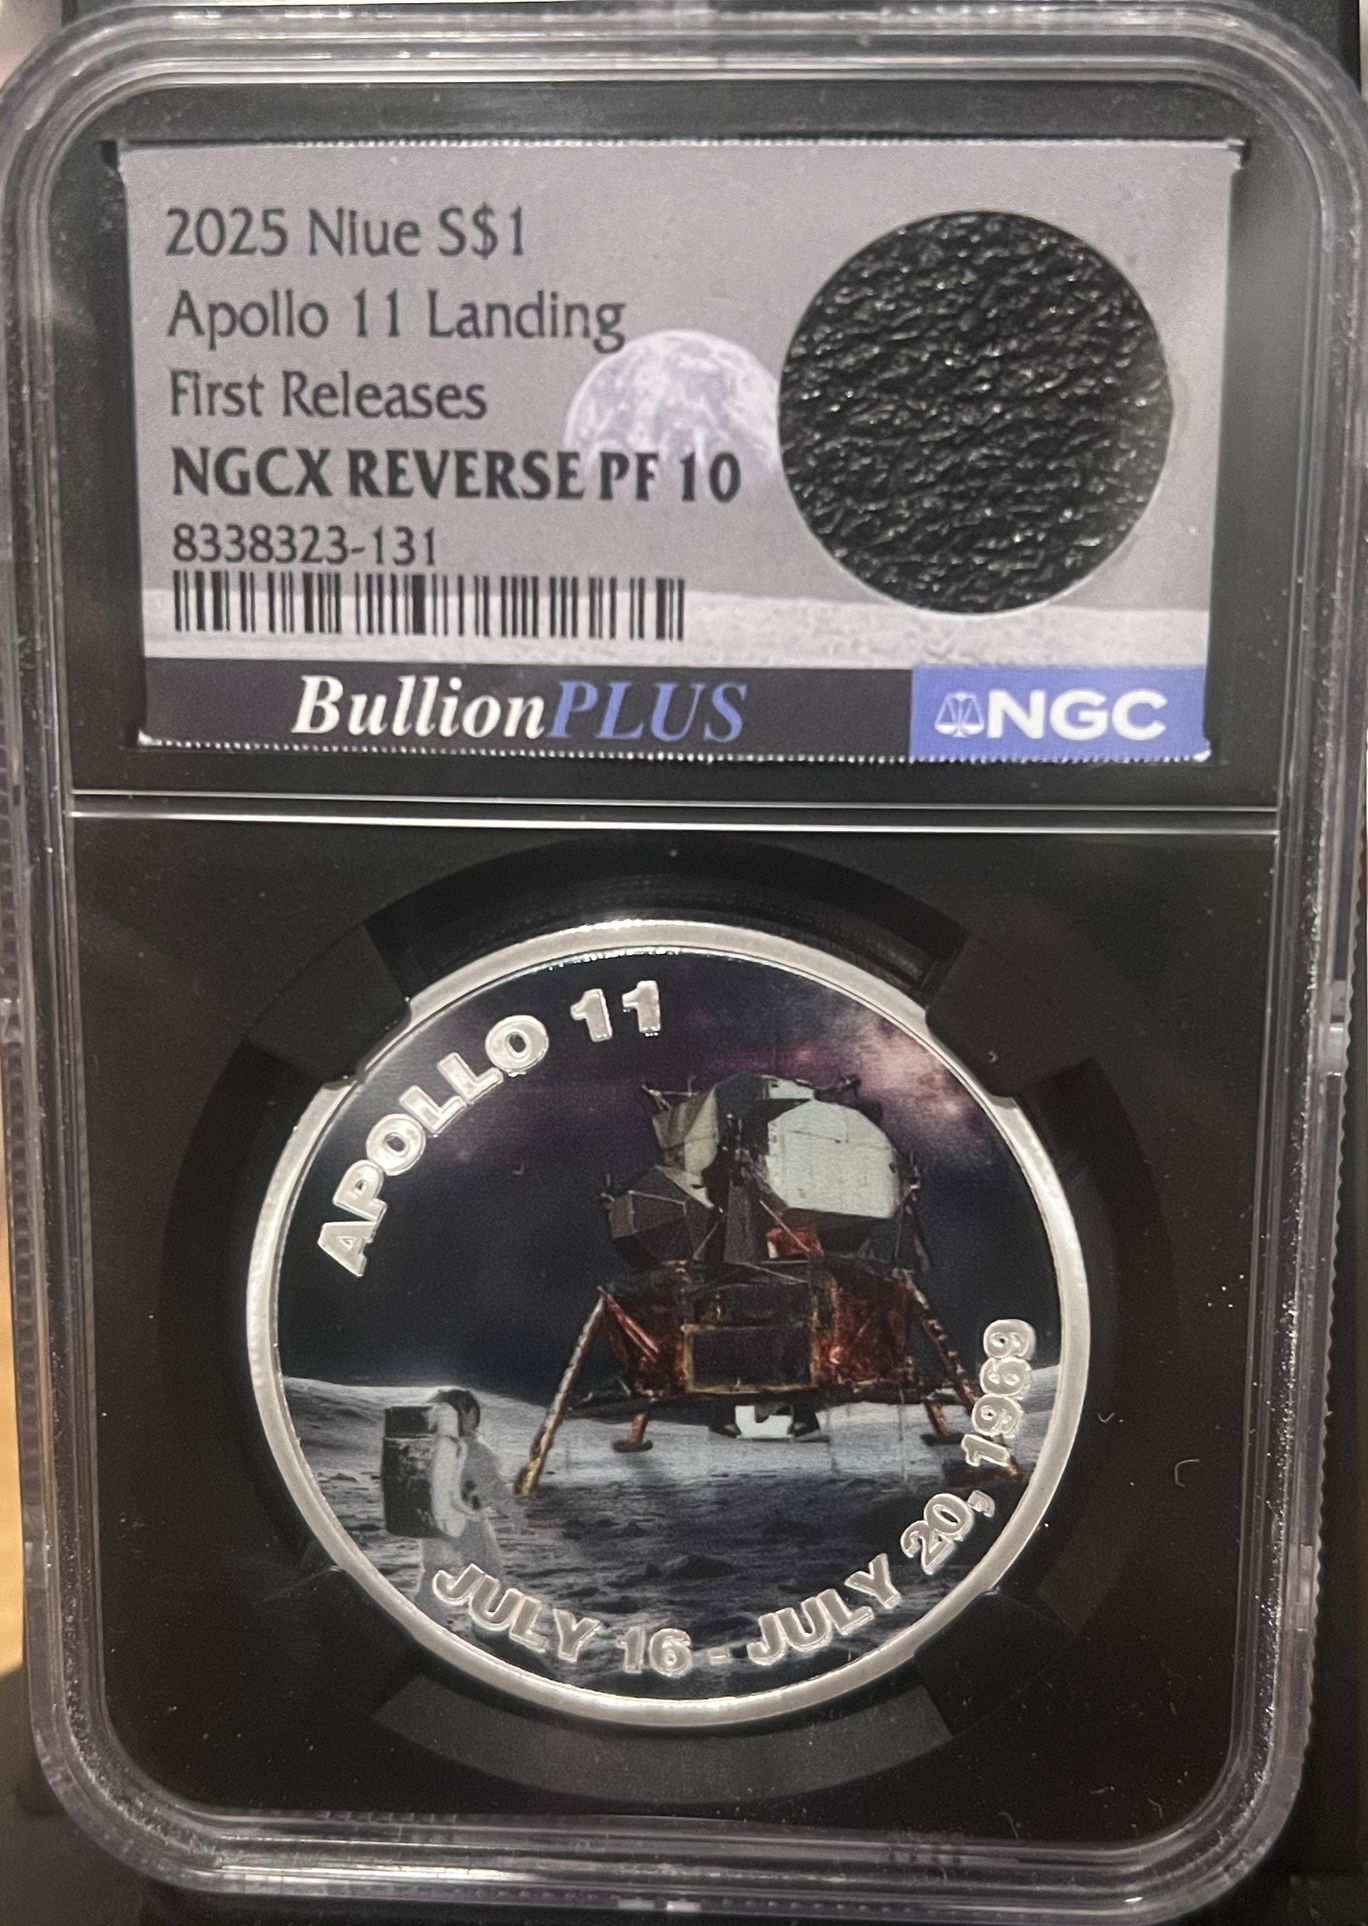 2025 Niue S$1
Apollo 11 Landing
First Releases
NGCX REVERSE PF 10
8338323-131
BullionPLUS
NGC
APOLLO 11
JULY 16 - JULY 20, 1969